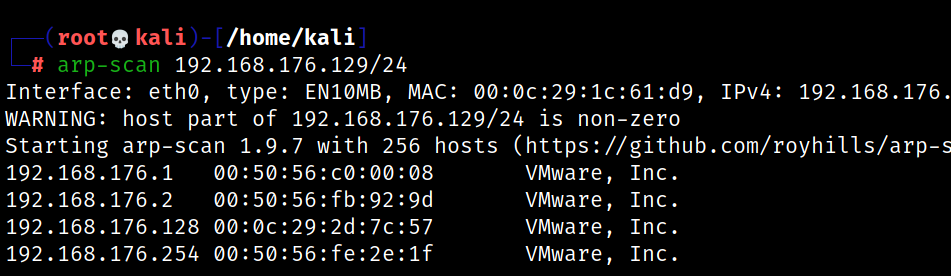 (root💀kali)-[/home/kali]
# arp-scan 192.168.176.129/24
Interface: eth0, type: EN10MB, MAC: 00:0c:29:1c:61:d9, IPv4: 192.168.176.
WARNING: host part of 192.168.176.129/24 is non-zero
Starting arp-scan 1.9.7 with 256 hosts (https://github.com/royhills/arp-s
192.168.176.1 00:50:56:c0:00:08 VMware, Inc.
192.168.176.2 00:50:56:fb:92:9d VMware, Inc.
192.168.176.128 00:0c:29:2d:7c:57 VMware, Inc.
192.168.176.254 00:50:56:fe:2e:1f VMware, Inc.